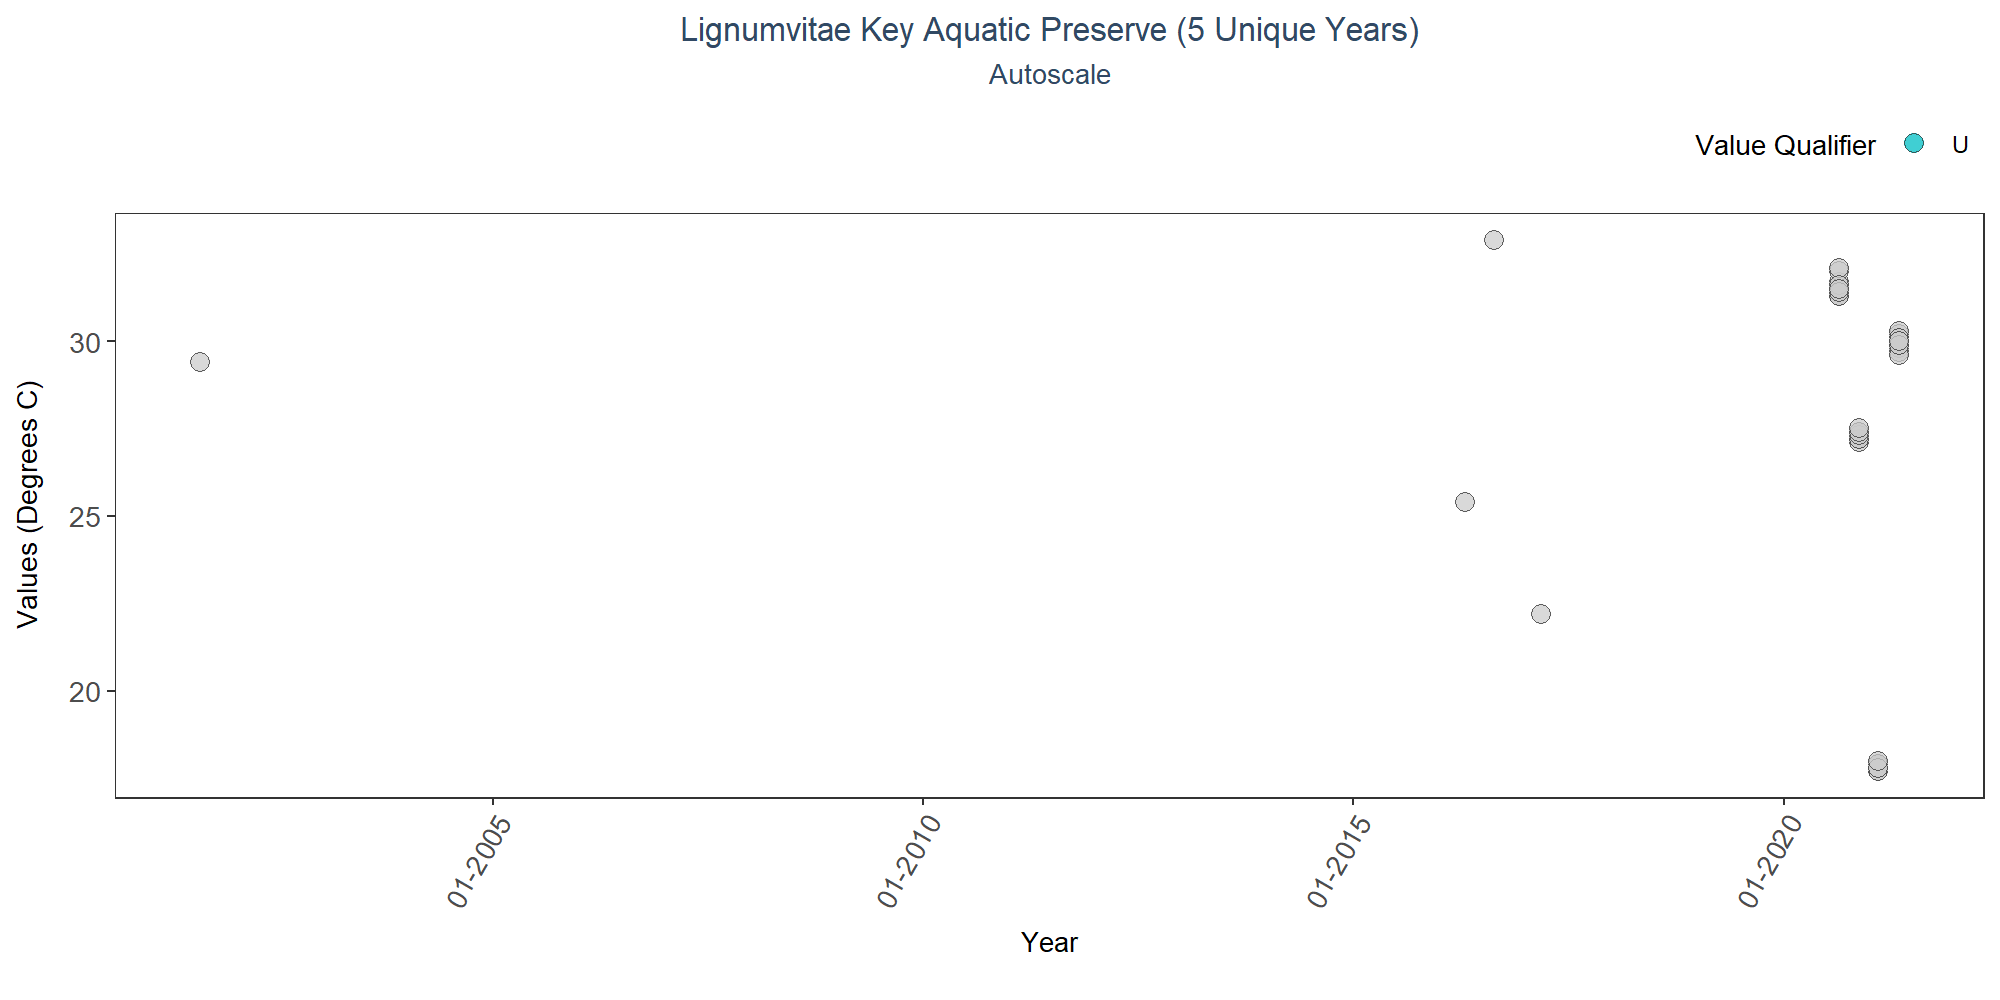 Lignumvitae Key Aquatic Preserve (5 Unique Years)
Autoscale
Value Qualifier U
Values (Degrees C)
30
25
20
01-2005
01-2010
01-2015
01-2020
Year